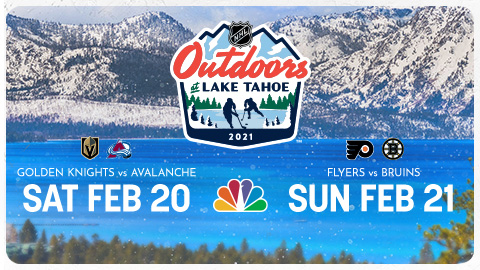 NHL
Outdoors
at LAKE TAHOE
2021
GOLDEN KNIGHTS vs AVALANCHE
SAT FEB 20
FLYERS vs BRUINS
SUN FEB 21